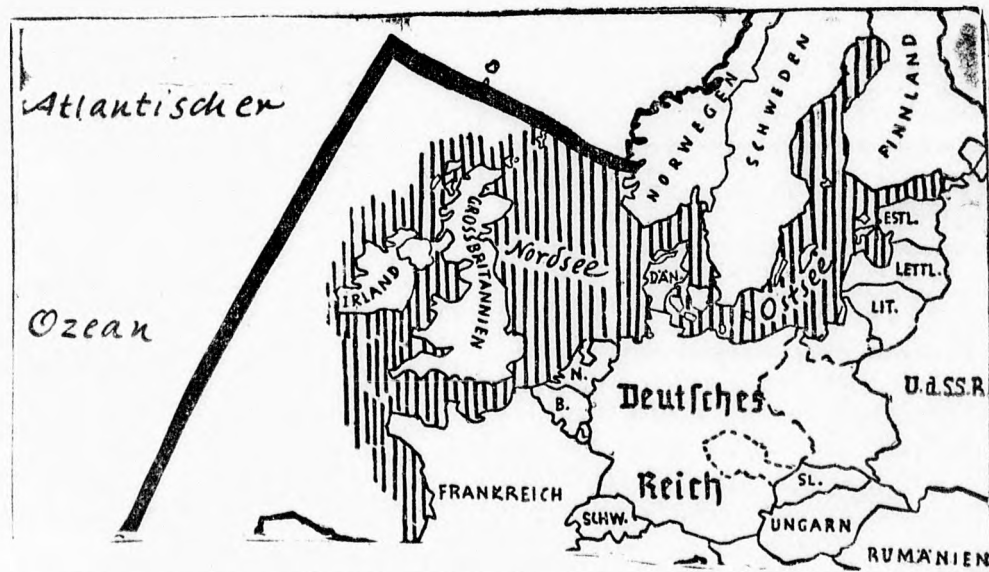 Atlantischer
Ozean
NORWEGEN
SCHWEDEN
FINNLAND
ESTL.
LETTL.
LIT.
Nordsee
Ostsee
DÄN.
IRLAND
GROSSBRITANNIEN
N.
B.
Deutsches
Reich
U.d.SS.R.
FRANKREICH
SCHW.
SL.
UNGARN
RUMÄNIEN